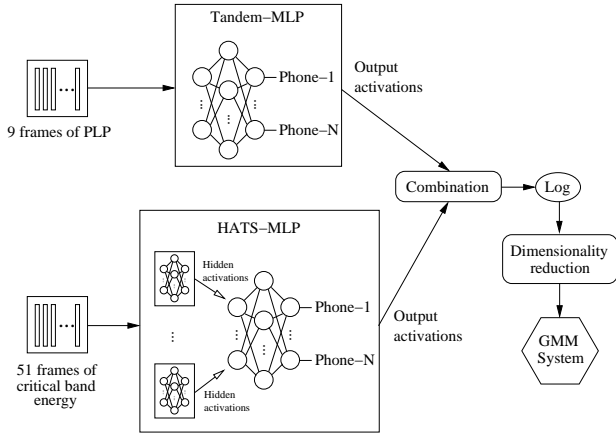 Tandem–MLP
Phone–1
Phone–N
9 frames of PLP
Output
activations
Combination
Log
Dimensionality
reduction
GMM
System
HATS–MLP
Hidden
activations
Phone–1
Phone–N
Hidden
activations
Output
activations
51 frames of
critical band
energy